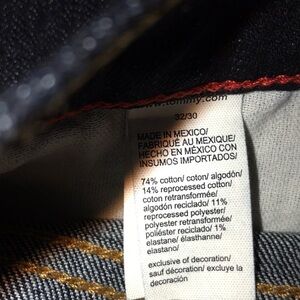 www.tommy.com
32/30
MADE IN MEXICO/
FABRIQUÉ AU MEXIQUE/
HECHO EN MÉXICO CON
INSUMOS IMPORTADOS/
74% cotton/ coton/ algodón/
14% reprocessed cotton/
coton retransformée/
algodón reciclado/ 11%
reprocessed polyester/
polyester retransformée/
poliéster reciclado/ 1%
elastane/ élasthanne/
elastano/
exclusive of decoration/
sauf décoration/ excluye la
decoración